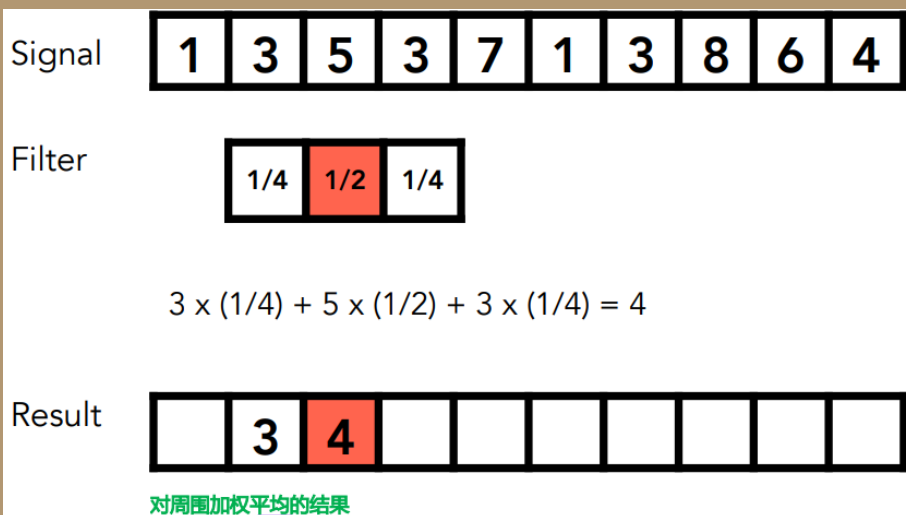 Signal 1 3 5 3 7 1 3 8 6 4
Filter 1/4 1/2 1/4
3 x (1/4) + 5 x (1/2) + 3 x (1/4) = 4
Result 3 4
对周围加权平均的结果